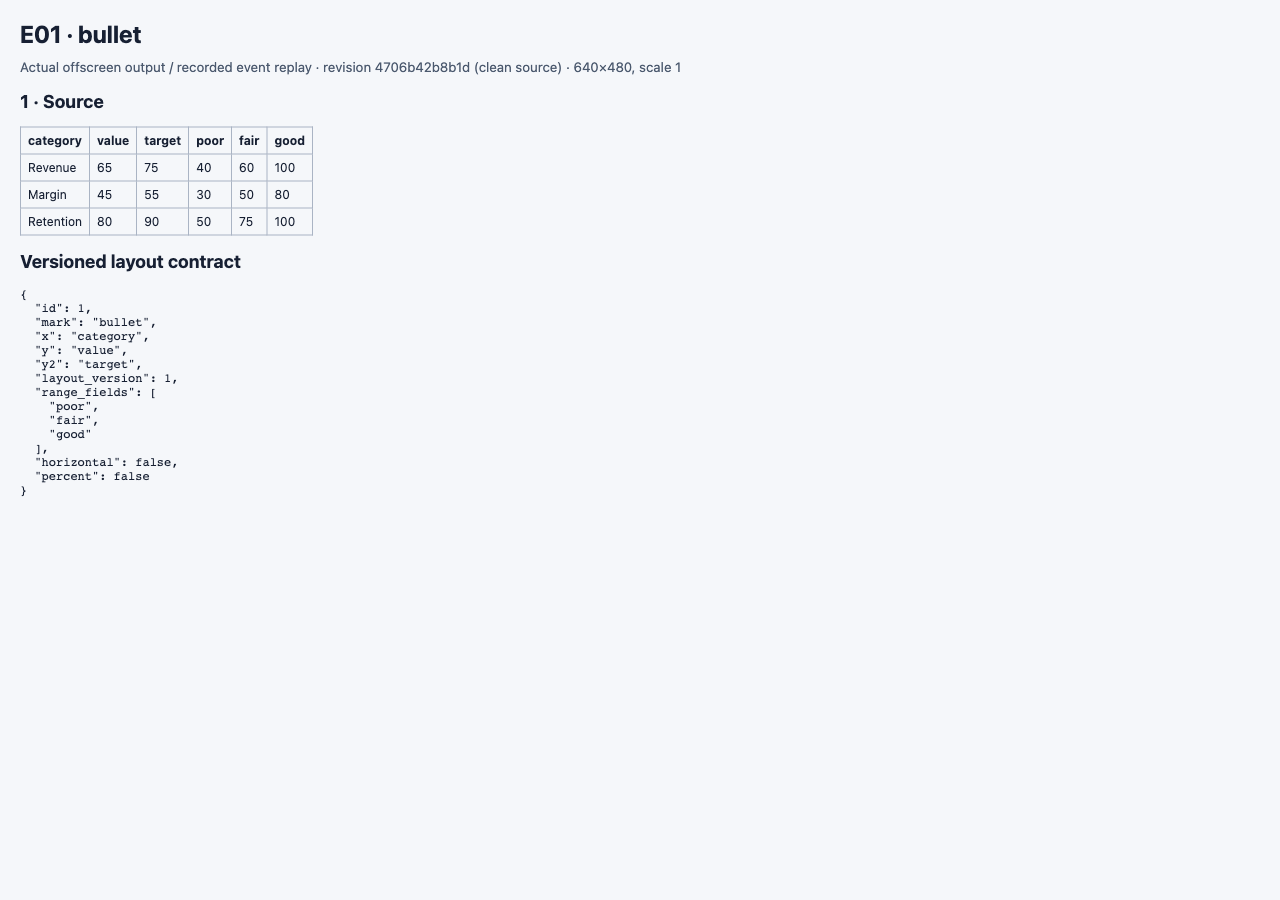 E01 · bullet
Actual offscreen output / recorded event replay · revision 4706b42b8b1d (clean source) · 640×480, scale 1
1 · Source
category value target poor fair good
Revenue 65 75 40 60 100
Margin 45 55 30 50 80
Retention 80 90 50 75 100
Versioned layout contract
{
  "id": 1,
  "mark": "bullet",
  "x": "category",
  "y": "value",
  "y2": "target",
  "layout_version": 1,
  "range_fields": [
    "poor",
    "fair",
    "good"
  ],
  "horizontal": false,
  "percent": false
}